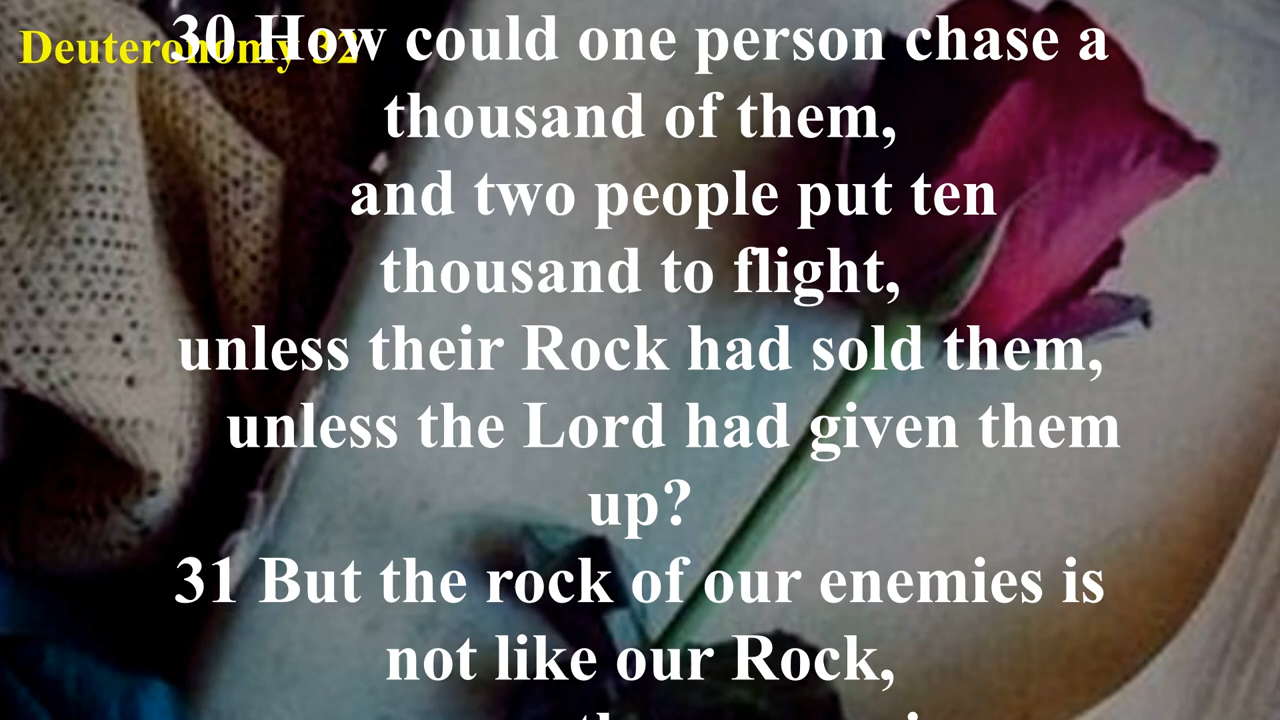 Deuteronomy 32
30 How could one person chase a
thousand of them,
and two people put ten
thousand to flight,
unless their Rock had sold them,
unless the Lord had given them
up?
31 But the rock of our enemies is
not like our Rock,